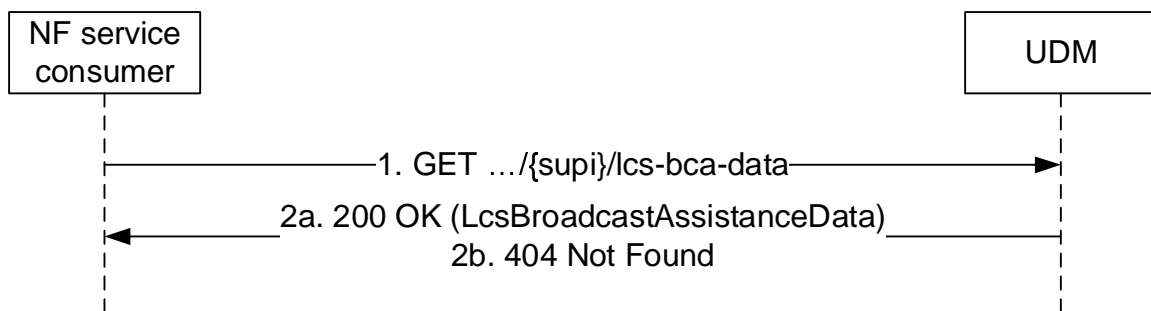 NF service
consumer
UDM
1. GET …/{supi}/lcs-bca-data
2a. 200 OK (LcsBroadcastAssistanceData)
2b. 404 Not Found